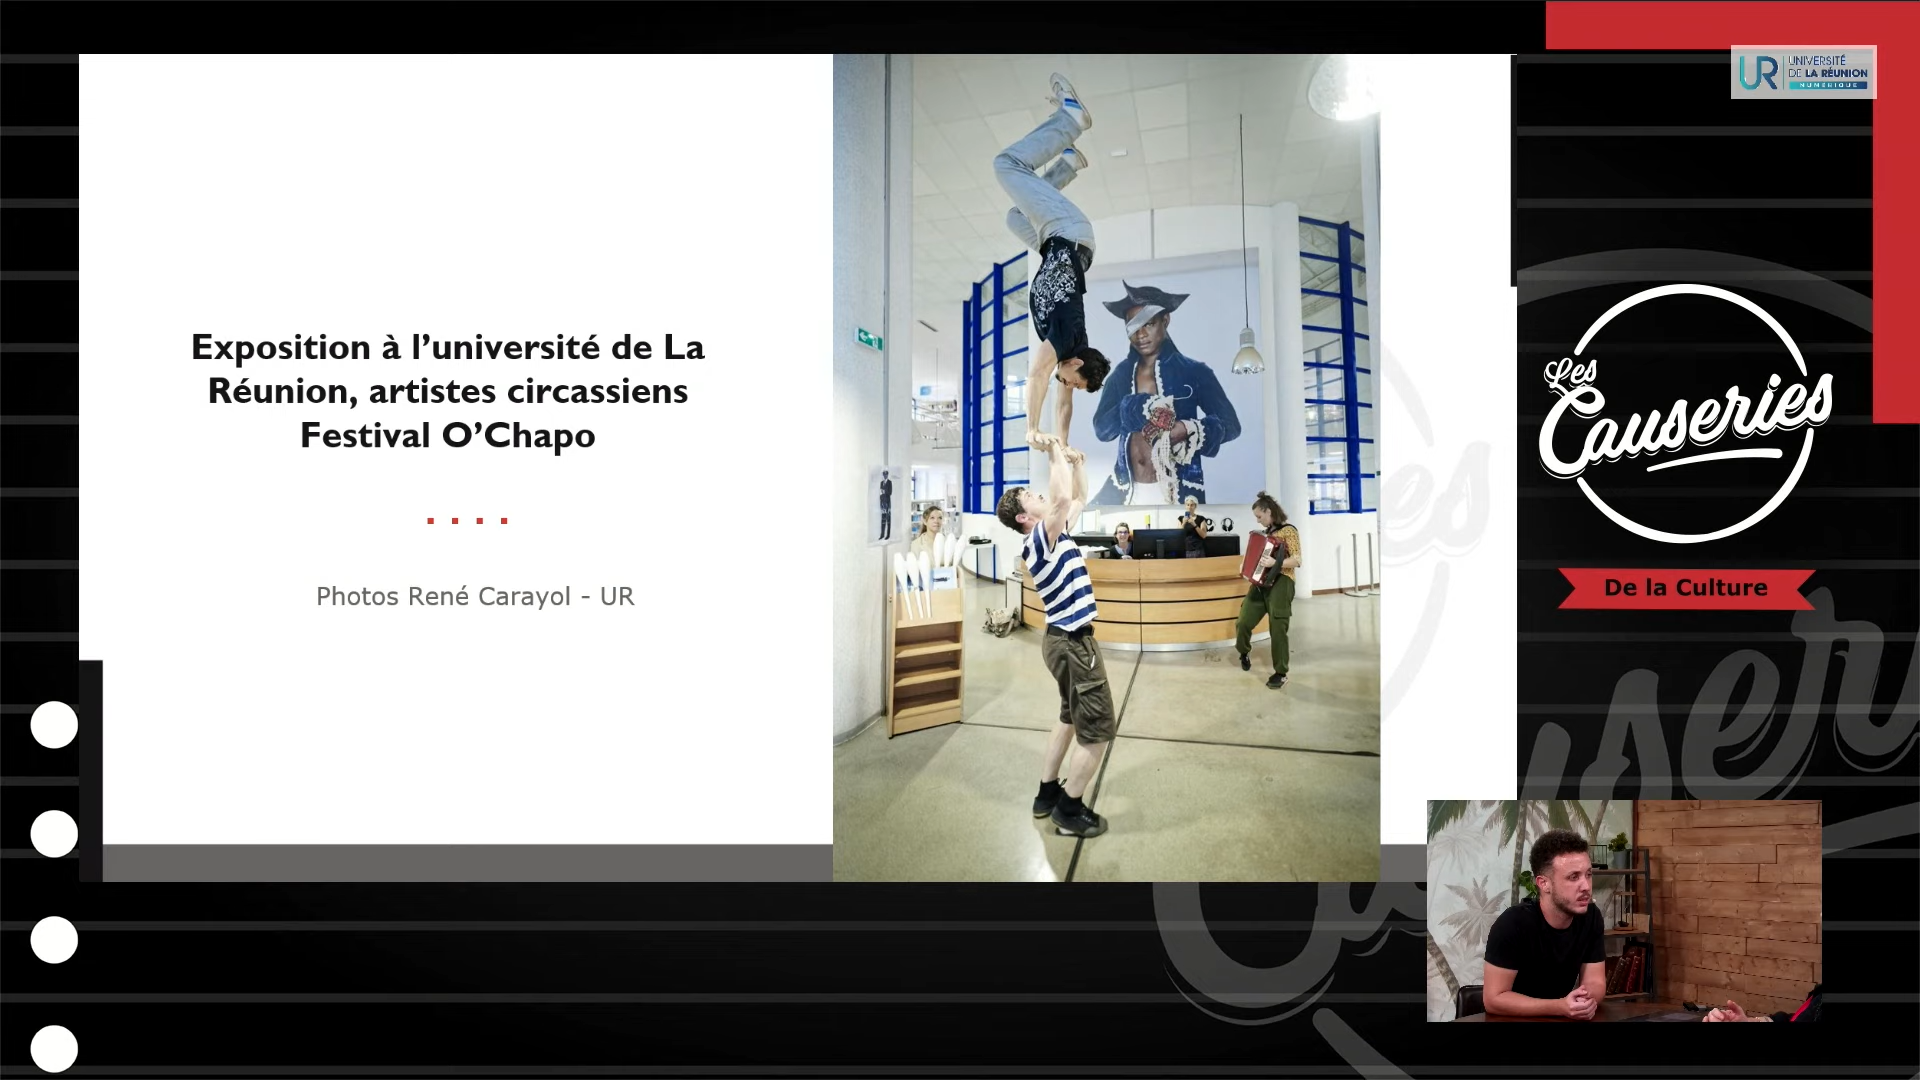 Exposition à l’université de La
Réunion, artistes circassiens
Festival O’Chapo
Photos René Carayol - UR
UR
UNIVERSITÉ
DE LA RÉUNION
NUMÉRIQUE
Les
Causeries
De la Culture